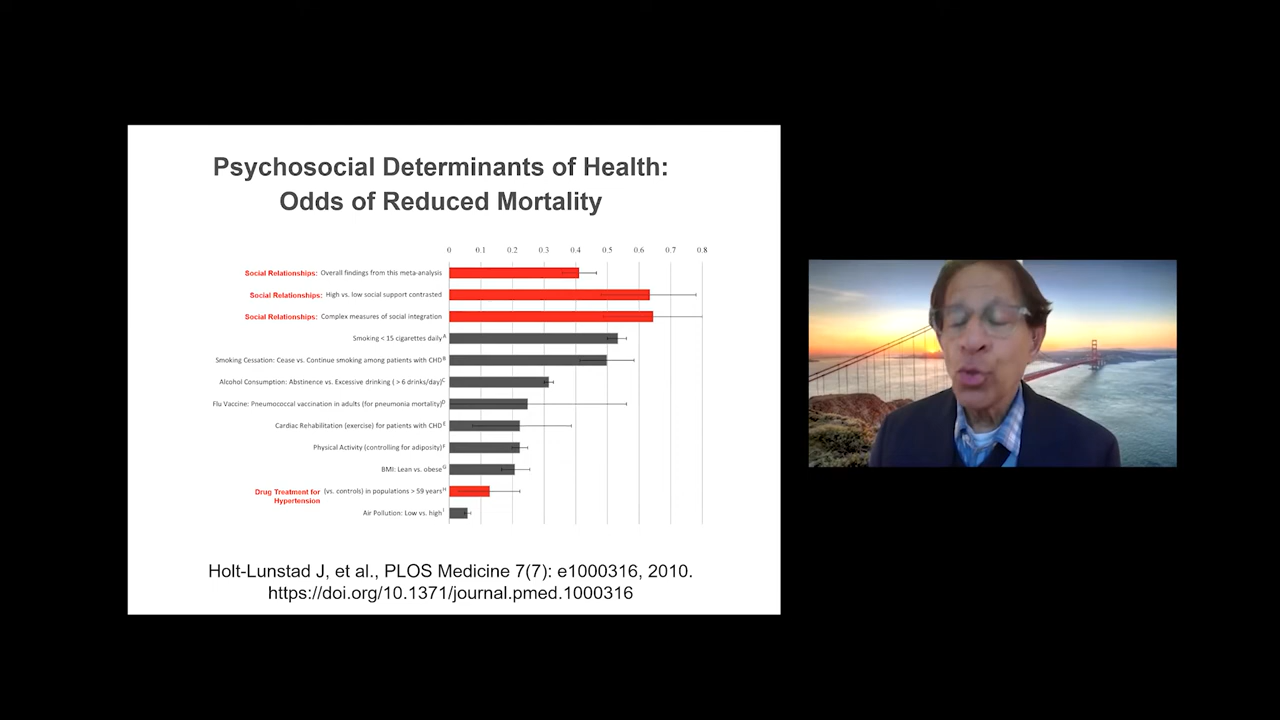 Psychosocial Determinants of Health:
Odds of Reduced Mortality
0 0.1 0.2 0.3 0.4 0.5 0.6 0.7 0.8
Social Relationships: Overall findings from this meta-analysis
Social Relationships: High vs. low social support contrasted
Social Relationships: Complex measures of social integration
Smoking < 15 cigarettes daily A
Smoking Cessation: Cease vs. Continue smoking among patients with CHD B
Alcohol Consumption: Abstinence vs. Excessive drinking ( > 6 drinks/day) C
Flu Vaccine: Pneumococcal vaccination in adults (for pneumonia mortality) D
Cardiac Rehabilitation (exercise) for patients with CHD E
Physical Activity (controlling for adiposity) F
BMI: Lean vs. obese G
Drug Treatment for (vs. controls) in populations > 59 years H
Hypertension
Air Pollution: Low vs. high I
Holt-Lunstad J, et al., PLOS Medicine 7(7): e1000316, 2010.
https://doi.org/10.1371/journal.pmed.1000316